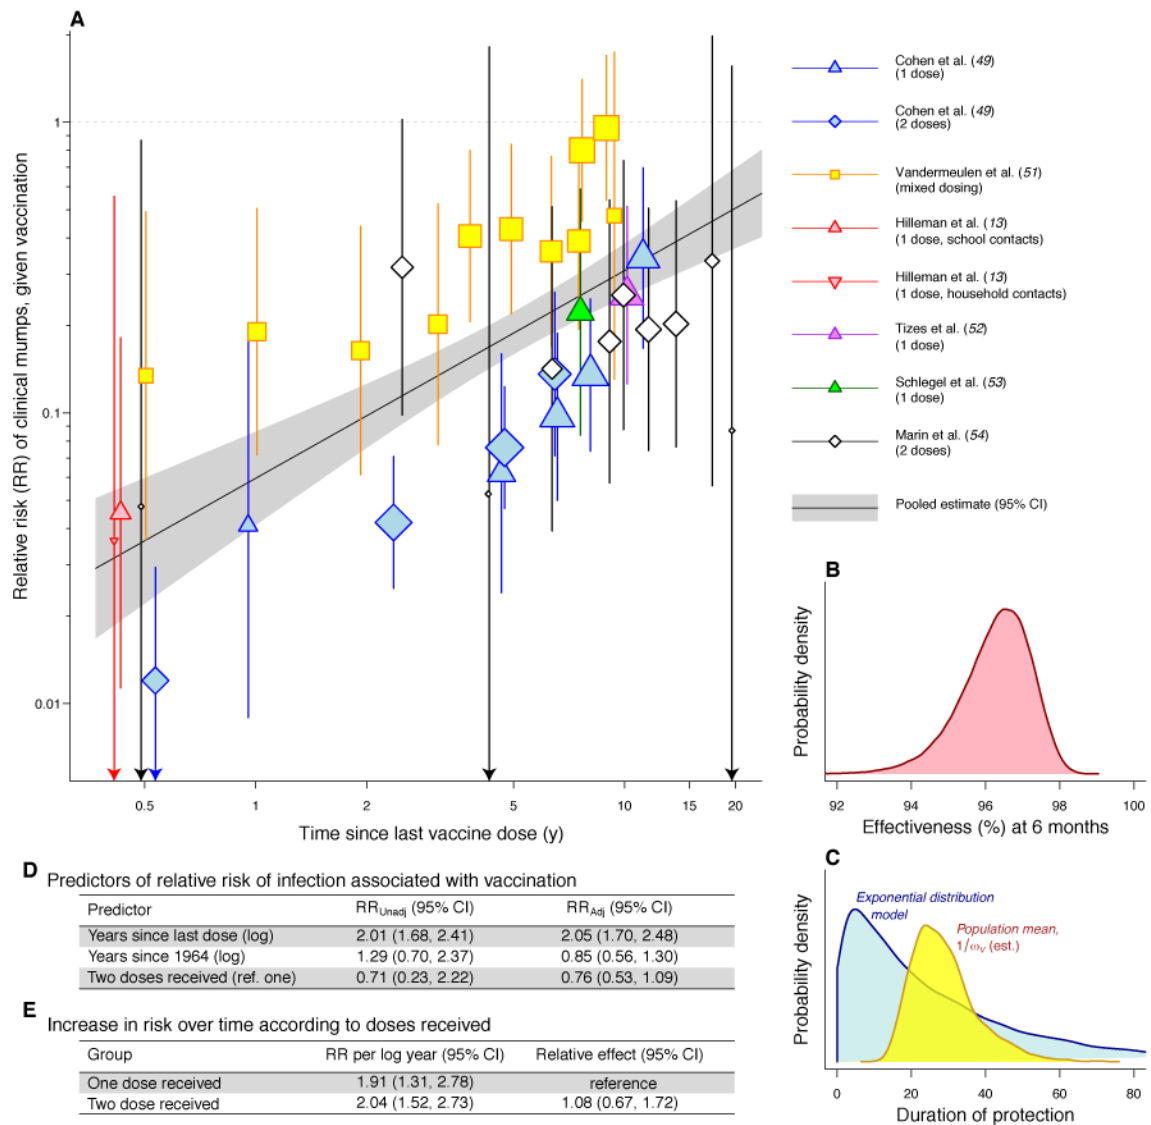 A
Relative risk (RR) of clinical mumps, given vaccination
1
0.1
0.01
0.5
1
2
5
10
15
20
Time since last vaccine dose (y)
Cohen et al. (49)
(1 dose)
Cohen et al. (49)
(2 doses)
Vandermeulen et al. (51)
(mixed dosing)
Hilleman et al. (13)
(1 dose, school contacts)
Hilleman et al. (13)
(1 dose, household contacts)
Tizes et al. (52)
(1 dose)
Schlegel et al. (53)
(1 dose)
Marin et al. (54)
(2 doses)
Pooled estimate (95% CI)
B
Probability density
92
94
96
98
100
Effectiveness (%) at 6 months
C
Probability density
Exponential distribution
model
Population mean,
1/ωV (est.)
0
20
40
60
80
Duration of protection
D
Predictors of relative risk of infection associated with vaccination
Predictor RRUnadj (95% CI) RRAdj (95% CI)
Years since last dose (log) 2.01 (1.68, 2.41) 2.05 (1.70, 2.48)
Years since 1964 (log) 1.29 (0.70, 2.37) 0.85 (0.56, 1.30)
Two doses received (ref. one) 0.71 (0.23, 2.22) 0.76 (0.53, 1.09)
E
Increase in risk over time according to doses received
Group RR per log year (95% CI) Relative effect (95% CI)
One dose received 1.91 (1.31, 2.78) reference
Two dose received 2.04 (1.52, 2.73) 1.08 (0.67, 1.72)